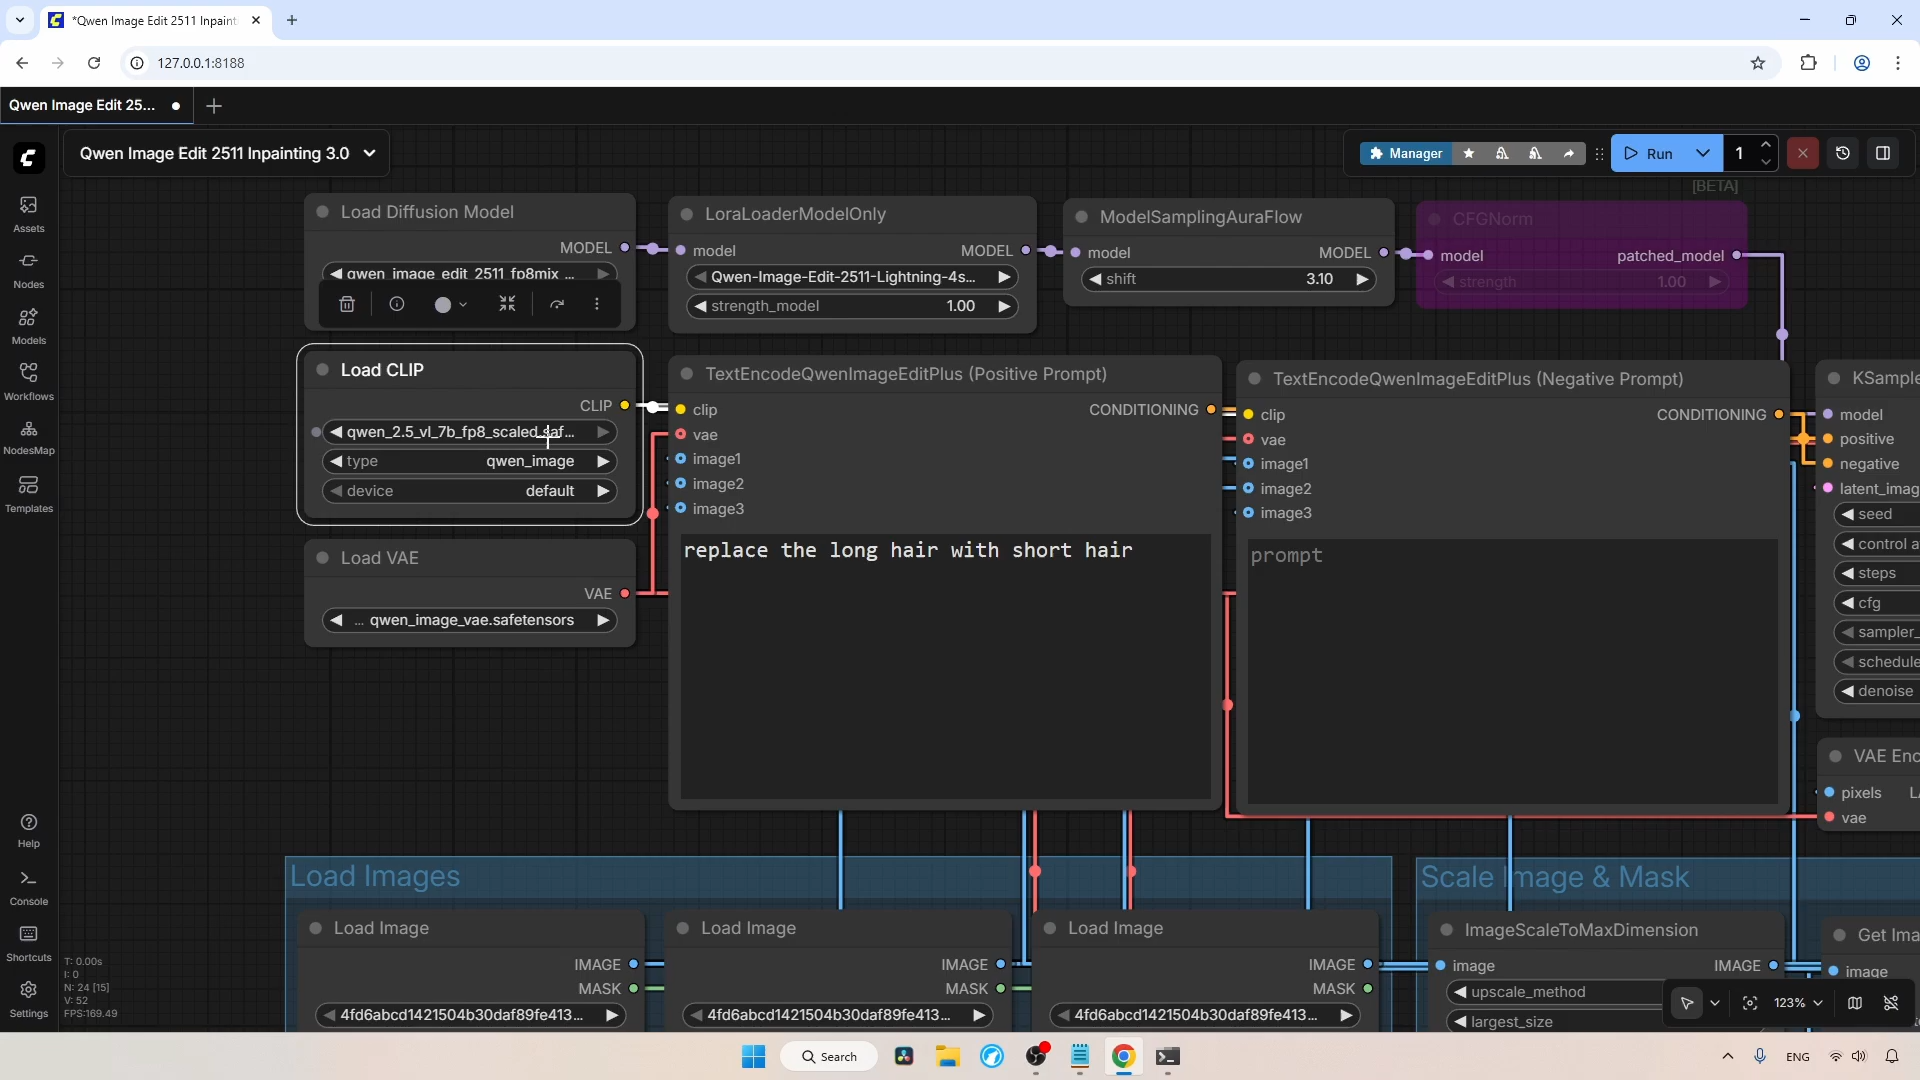 *Qwen Image Edit 2511 Inpaint
127.0.0.1:8188
Qwen Image Edit 25...
Qwen Image Edit 2511 Inpainting 3.0
Manager
Run
1
[BETA]
Assets
Nodes
Models
Workflows
NodesMap
Templates
Help
Console
Shortcuts
Settings
T: 0.00s
I: 0
N: 24 [15]
V: 52
FPS:169.49
Load Diffusion Model
MODEL
qwen_image_edit_2511_fp8mix ...
LoraLoaderModelOnly
model MODEL
Qwen-Image-Edit-2511-Lightning-4s...
strength_model 1.00
ModelSamplingAuraFlow
model MODEL
shift 3.10
CFGNorm
model patched_model
strength 1.00
Load CLIP
CLIP
qwen_2.5_vl_7b_fp8_scaled.saf...
type qwen_image
device default
Load VAE
VAE
... qwen_image_vae.safetensors
TextEncodeQwenImageEditPlus (Positive Prompt)
clip CONDITIONING
vae
image1
image2
image3
replace the long hair with short hair
TextEncodeQwenImageEditPlus (Negative Prompt)
clip CONDITIONING
vae
image1
image2
image3
prompt
KSample
model
positive
negative
latent_imag
seed
control a
steps
cfg
sampler_
schedule
denoise
VAE Enc
pixels L
vae
Load Images
Load Image
IMAGE
MASK
4fd6abcd1421504b30daf89fe413...
Load Image
IMAGE
MASK
4fd6abcd1421504b30daf89fe413...
Load Image
IMAGE
MASK
4fd6abcd1421504b30daf89fe413...
Scale Image & Mask
ImageScaleToMaxDimension
image IMAGE
upscale_method
largest_size
Get Ima
image
123%
Search
ENG